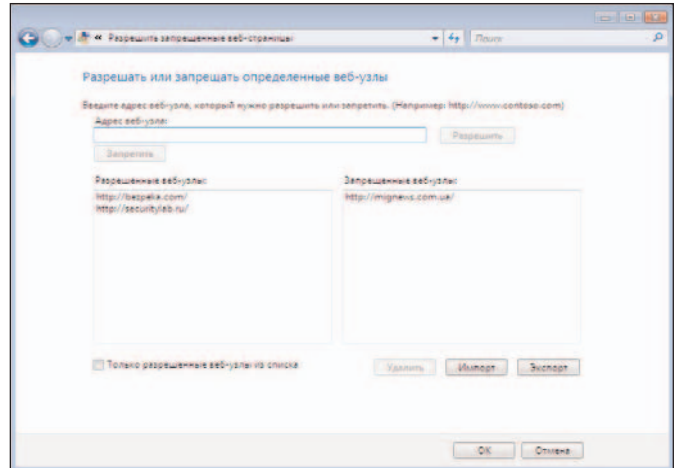 « Разрешить запрещенные веб-страницы
Поиск
Разрешать или запрещать определенные веб-узлы
Введите адрес веб-узла, который нужно разрешить или запретить. (Например: http://www.contoso.com)
Адрес веб-узла:
Разрешить
Запретить
Разрешенные веб-узлы:
http://bezpeka.com/
http://securitylab.ru/
Запрещенные веб-узлы:
http://mignews.com.ua/
Только разрешенные веб-узлы из списка
Удалить
Импорт
Экспорт
OK
Отмена